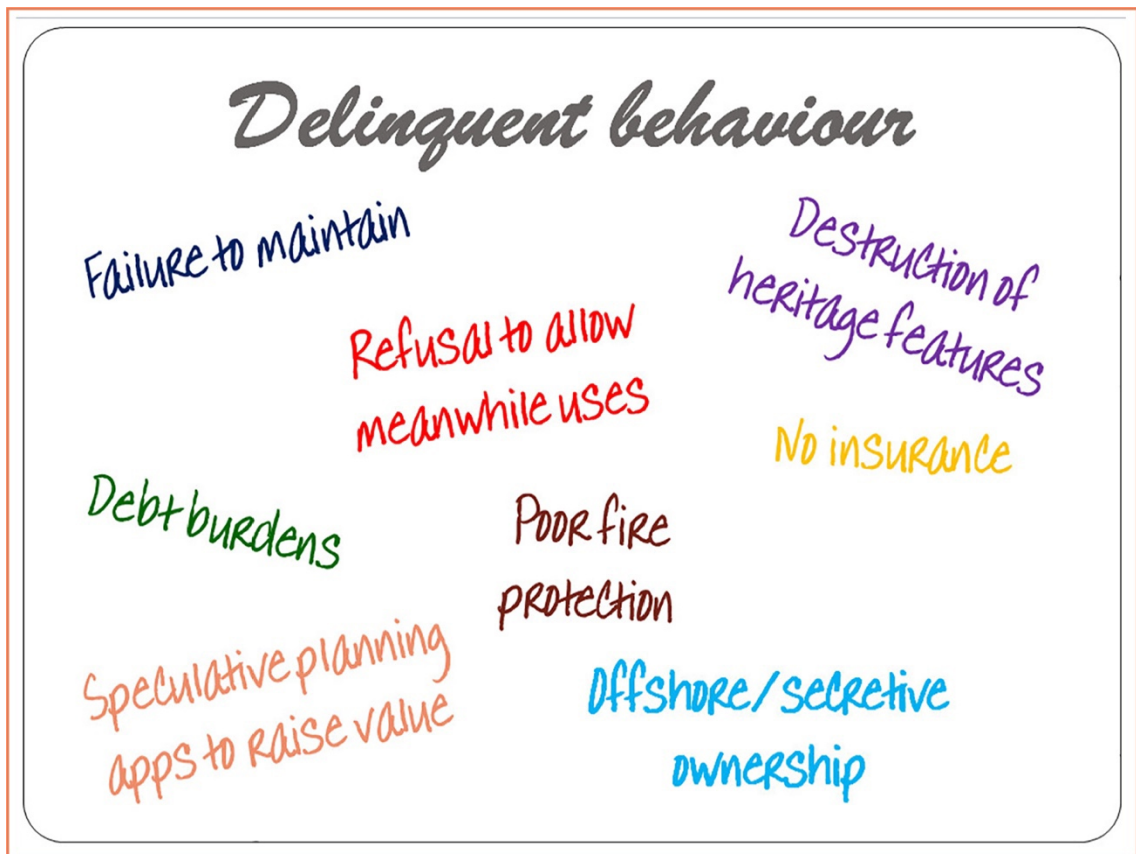 Delinquent behaviour
Failure to maintain
Destruction of
heritage features
Refusal to allow
meanwhile uses
No insurance
Debt burdens
Poor fire
protection
Speculative planning
apps to raise value
Offshore/secretive
ownership